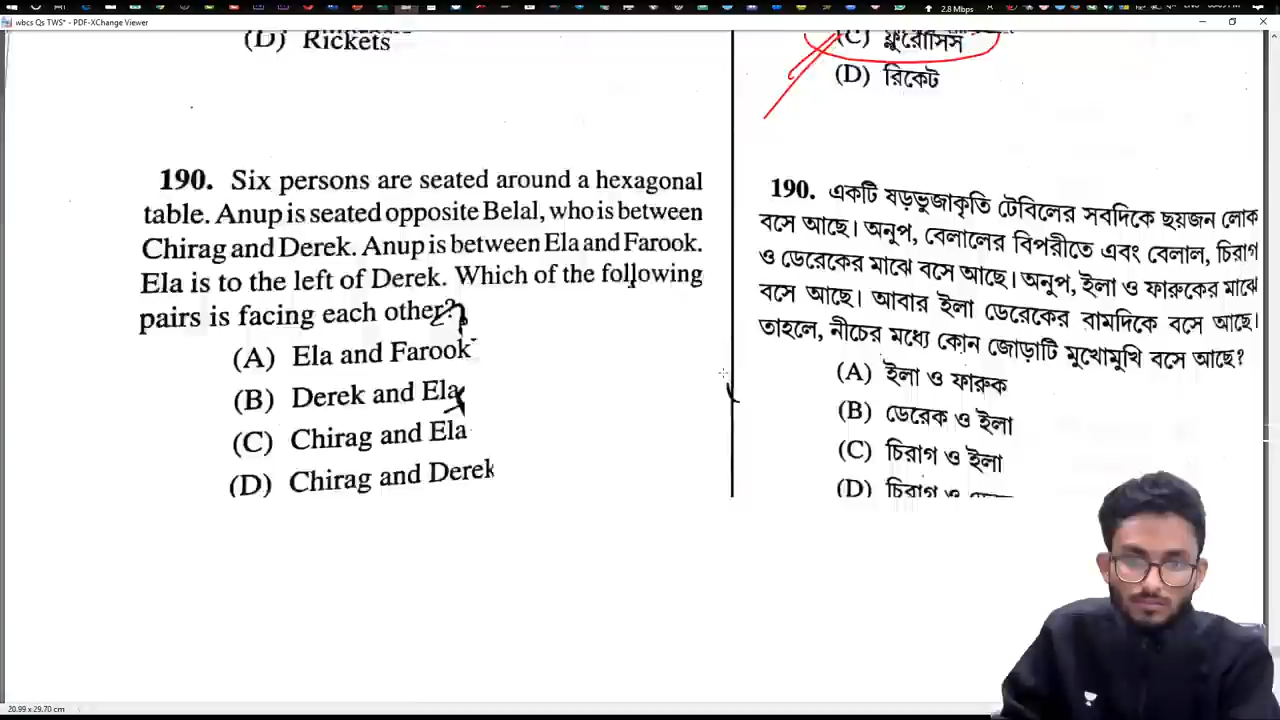 wbcs Qs TWS* - PDF-XChange Viewer
2.8 Mbps
(D) Rickets
(C) ফ্লুরোসিস
(D) রিকেট
190. Six persons are seated around a hexagonal
table. Anup is seated opposite Belal, who is between
Chirag and Derek. Anup is between Ela and Farook.
Ela is to the left of Derek. Which of the following
pairs is facing each other?
(A) Ela and Farook
(B) Derek and Ela
(C) Chirag and Ela
(D) Chirag and Derek
190. একটি ষড়ভুজাকৃতি টেবিলের সবদিকে ছয়জন লোক
বসে আছে। অনুপ, বেলালের বিপরীতে এবং বেলাল, চিরাগ
ও ডেরেকের মাঝে বসে আছে। অনুপ, ইলা ও ফারুকের মাঝে
বসে আছে। আবার ইলা ডেরেকের বামদিকে বসে আছে।
তাহলে, নীচের মধ্যে কোন জোড়াটি মুখোমুখি বসে আছে?
(A) ইলা ও ফারুক
(B) ডেরেক ও ইলা
(C) চিরাগ ও ইলা
(D) চিরাগ ও
20.99 x 29.70 cm